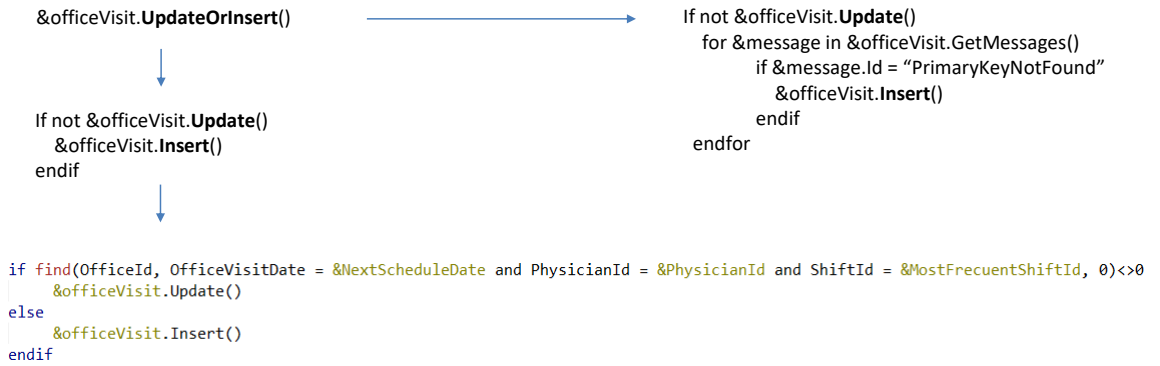 &officeVisit.UpdateOrInsert()
If not &officeVisit.Update()
for &message in &officeVisit.GetMessages()
if &message.Id = “PrimaryKeyNotFound”
&officeVisit.Insert()
endif
endfor
If not &officeVisit.Update()
&officeVisit.Insert()
endif
if find(OfficeId, OfficeVisitDate = &NextScheduleDate and PhysicianId = &PhysicianId and ShiftId = &MostFrecuentShiftId, 0)<>0
&officeVisit.Update()
else
&officeVisit.Insert()
endif